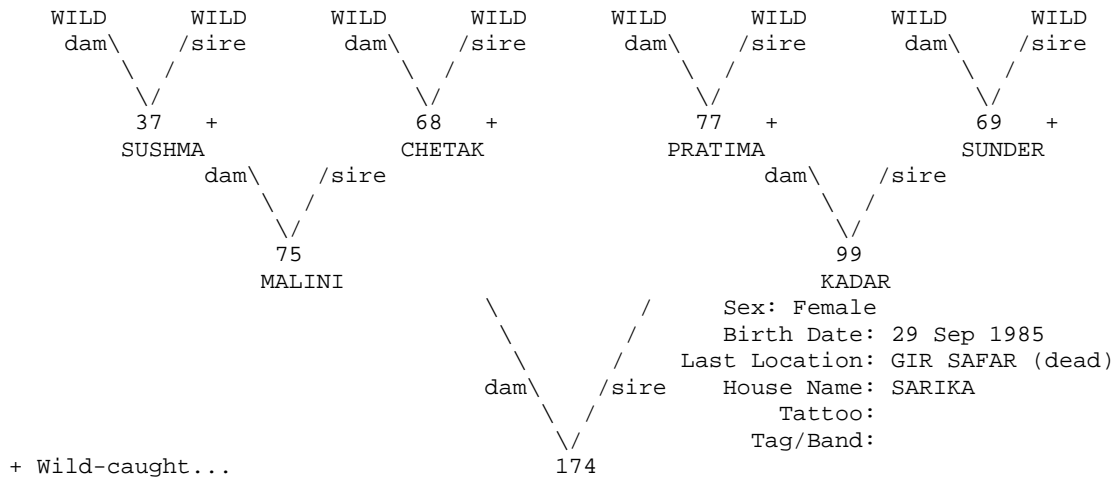 WILD WILD WILD WILD WILD WILD WILD WILD
dam\ /sire dam\ /sire dam\ /sire dam\ /sire
\ / \ / \ / \ /
\/ \/ \/ \/
37 + 68 + 77 + 69 +
SUSHMA CHETAK PRATIMA SUNDER
dam\ /sire dam\ /sire
\ / \ /
\/ \/
75 99
MALINI KADAR
\ / Sex: Female
\ / Birth Date: 29 Sep 1985
\ / Last Location: GIR SAFAR (dead)
dam\ /sire House Name: SARIKA
\ / Tattoo:
\/ Tag/Band:
+ Wild-caught... 174